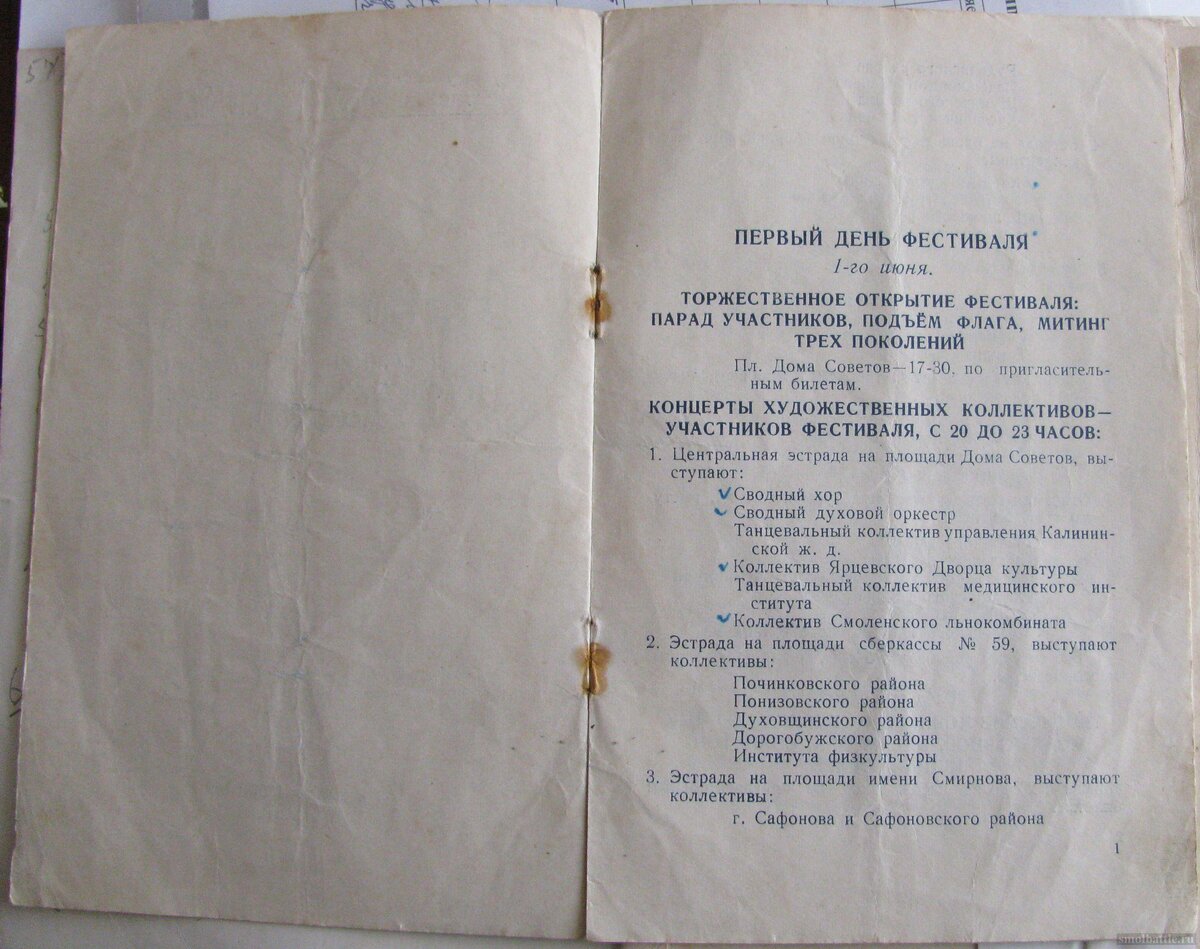 ПЕРВЫЙ ДЕНЬ ФЕСТИВАЛЯ
1-го июня.
ТОРЖЕСТВЕННОЕ ОТКРЫТИЕ ФЕСТИВАЛЯ:
ПАРАД УЧАСТНИКОВ, ПОДЪЁМ ФЛАГА, МИТИНГ
ТРЕХ ПОКОЛЕНИЙ
Пл. Дома Советов—17-30, по пригласитель-
ным билетам.
КОНЦЕРТЫ ХУДОЖЕСТВЕННЫХ КОЛЛЕКТИВОВ—
УЧАСТНИКОВ ФЕСТИВАЛЯ, С 20 ДО 23 ЧАСОВ:
1. Центральная эстрада на площади Дома Советов, вы-
ступают:
Сводный хор
Сводный духовой оркестр
Танцевальный коллектив управления Калинин-
ской ж. д.
Коллектив Ярцевского Дворца культуры
Танцевальный коллектив медицинского ин-
ститута
Коллектив Смоленского льнокомбината
2. Эстрада на площади сберкассы № 59, выступают
коллективы:
Починковского района
Понизовского района
Духовщинского района
Дорогобужского района
Института физкультуры
3. Эстрада на площади имени Смирнова, выступают
коллективы:
г. Сафонова и Сафоновского района
1